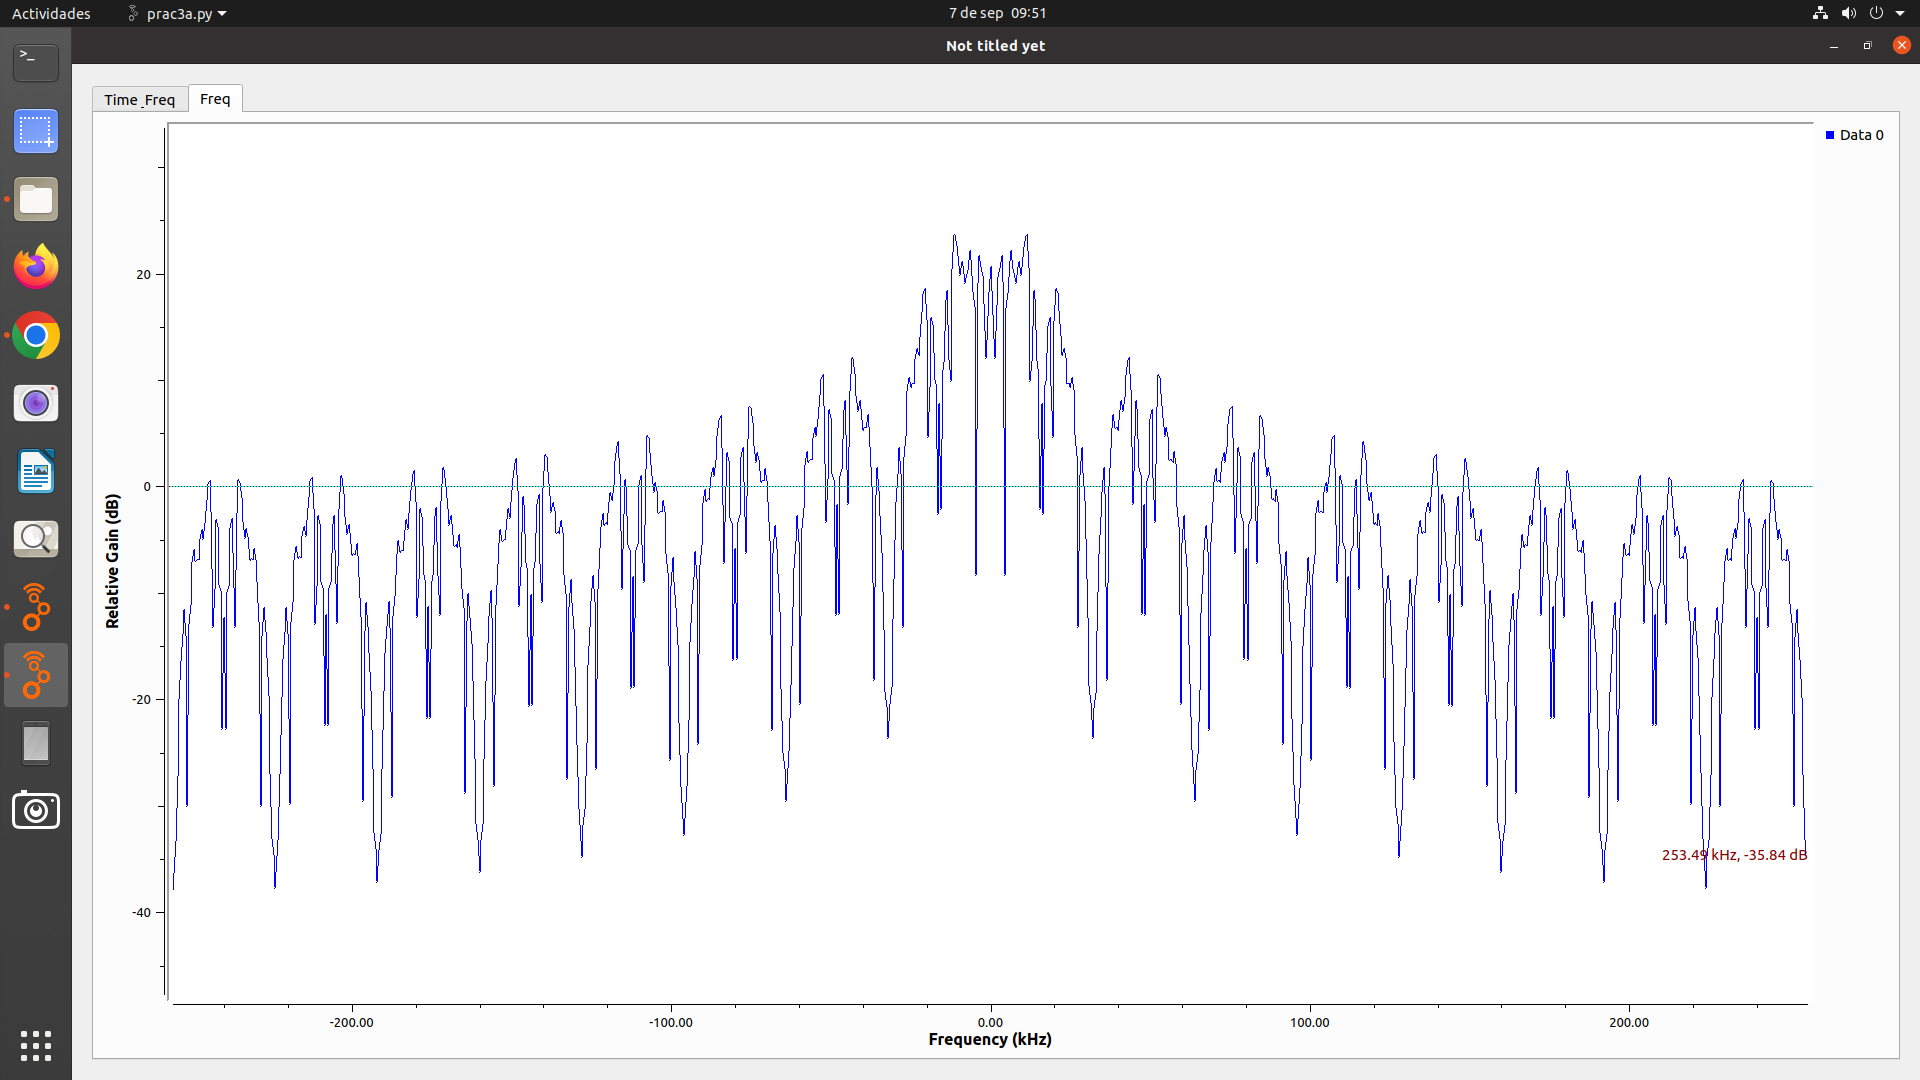 Actividades
prac3a.py
7 de sep 09:51
Not titled yet
>_
Time _Freq
Freq
Data 0
20
0
-20
-40
Relative Gain (dB)
253.49 kHz, -35.84 dB
-200.00
-100.00
0.00
100.00
200.00
Frequency (kHz)